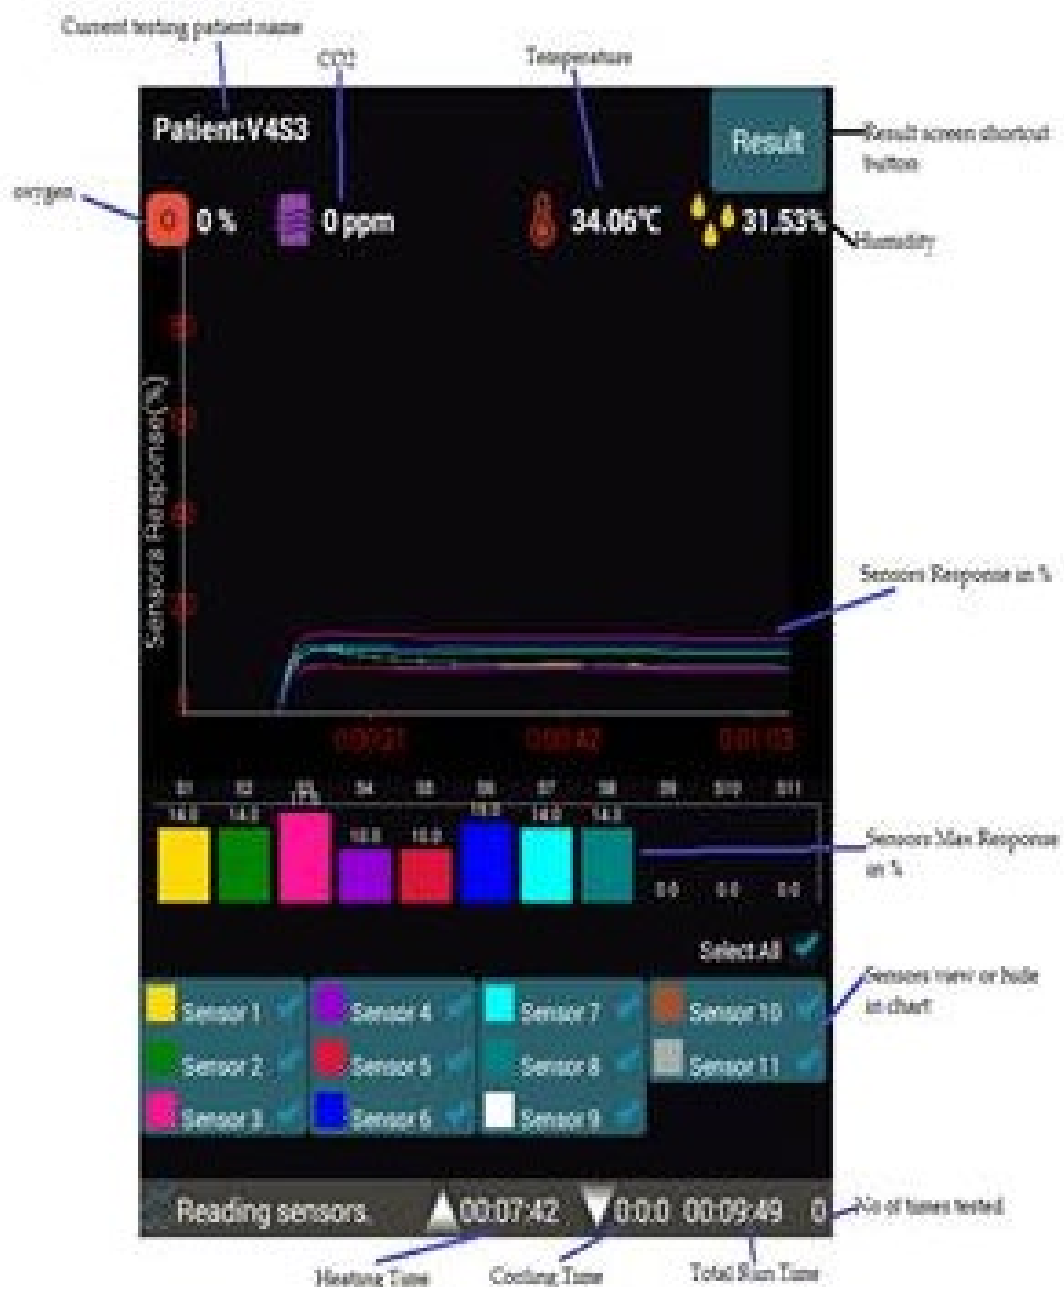 Current testing patient name
CO2
Temperature
Patient:V4S3
Result
Result screen shortcut
button
oxygen
0 %
0 ppm
34.06°C
31.53%
Humidity
Sensors Response(%)
Sensors Response in %
0:00:21
0:00:42
0:01:03
S1 S2 S3 S4 S5 S6 S7 S8 S9 S10 S11
14.0 14.0 10.0 10.0 14.0 14.0 0.0 0.0 0.0
Sensors Max Response
in %
Select All
Sensors view or hide
in chart
Sensor 1 Sensor 4 Sensor 7 Sensor 10
Sensor 2 Sensor 5 Sensor 8 Sensor 11
Sensor 3 Sensor 6 Sensor 9
Reading sensors. 00:07:42 0:0:0 00:09:49 0
No of times tested
Heating Time
Cooling Time
Total Run Time